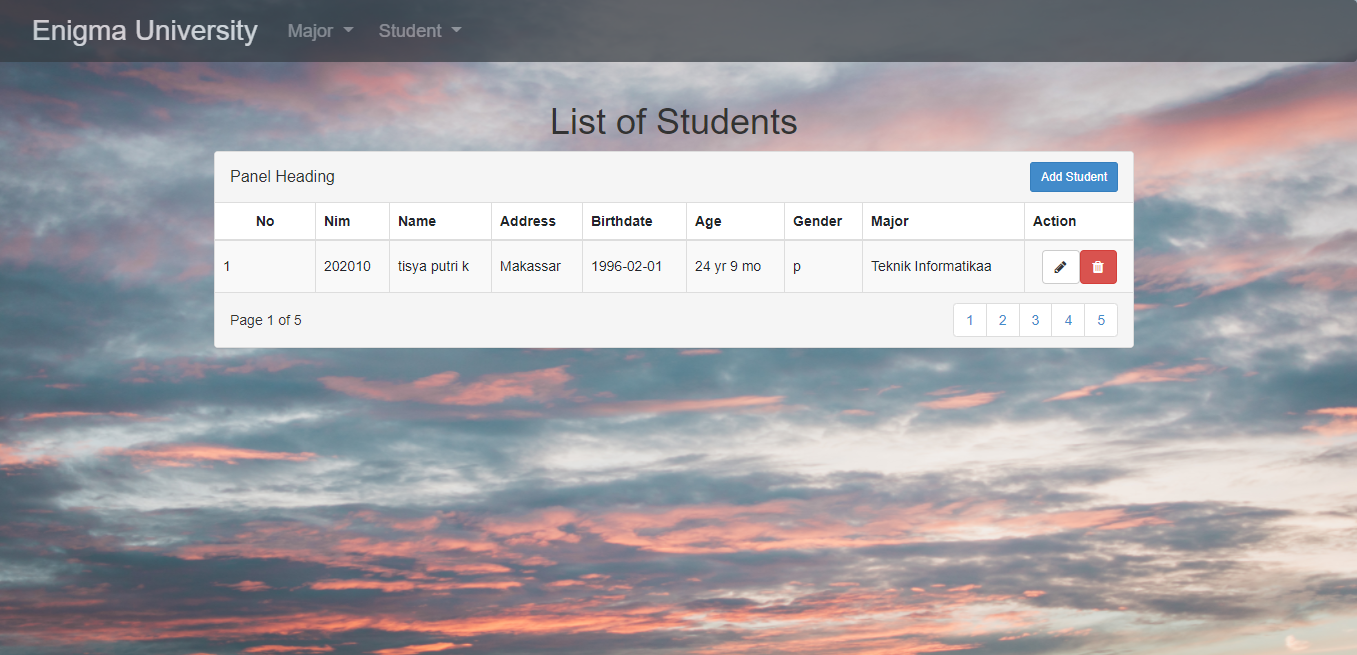 Enigma University Major Student
List of Students
Panel Heading Add Student
No Nim Name Address Birthdate Age Gender Major Action
1 202010 tisya putri k Makassar 1996-02-01 24 yr 9 mo p Teknik Informatikaa
Page 1 of 5 1 2 3 4 5